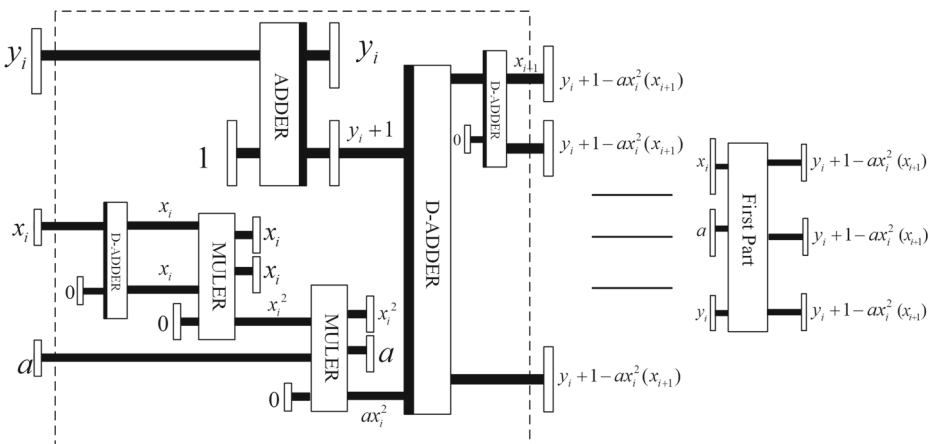 y_i
ADDER
y_i
1
y_i + 1
x_i
0
D-ADDER
x_i
x_i
MULER
x_i
x_i
0
x_i^2
a
MULER
x_i^2
a
0
ax_i^2
D-ADDER
x_{i+1}
D-ADDER
0
y_i + 1 − ax_i^2 (x_{i+1})
y_i + 1 − ax_i^2 (x_{i+1})
y_i + 1 − ax_i^2 (x_{i+1})
x_i
a
y_i
First Part
y_i + 1 − ax_i^2 (x_{i+1})
y_i + 1 − ax_i^2 (x_{i+1})
y_i + 1 − ax_i^2 (x_{i+1})